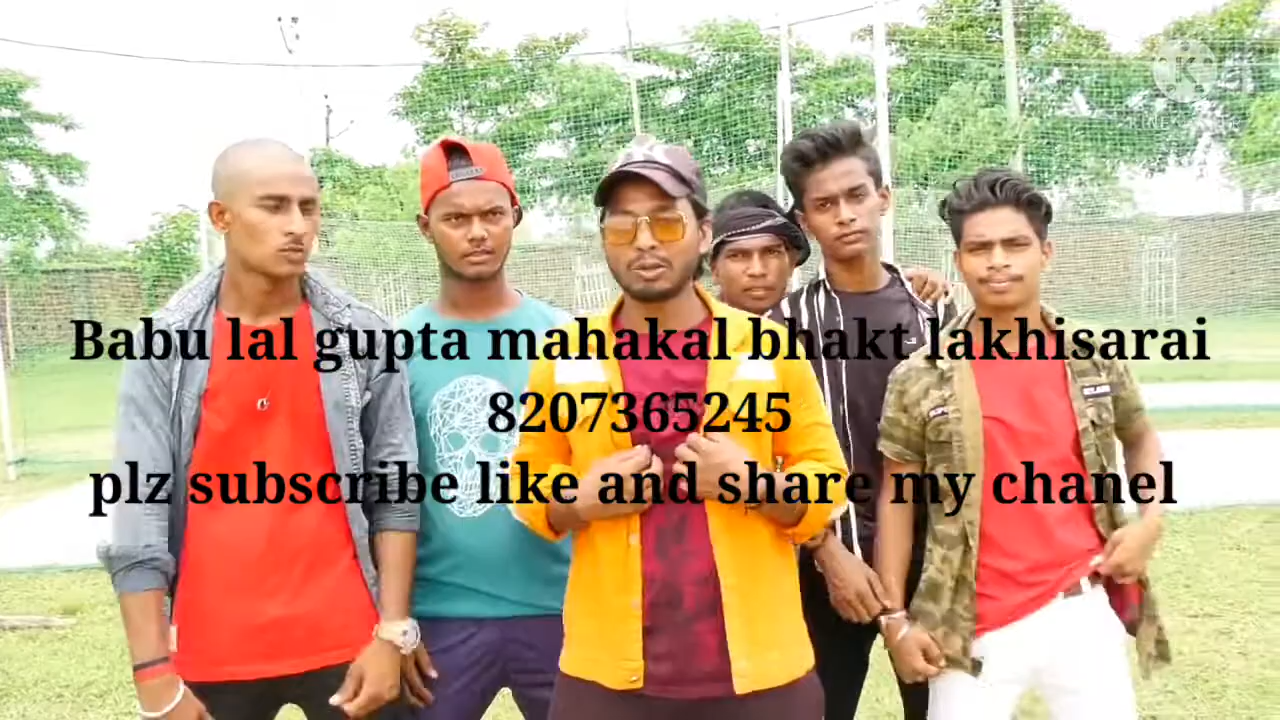 Babu lal gupta mahakal bhakt lakhisarai
8207365245
plz subscribe like and share my chanel